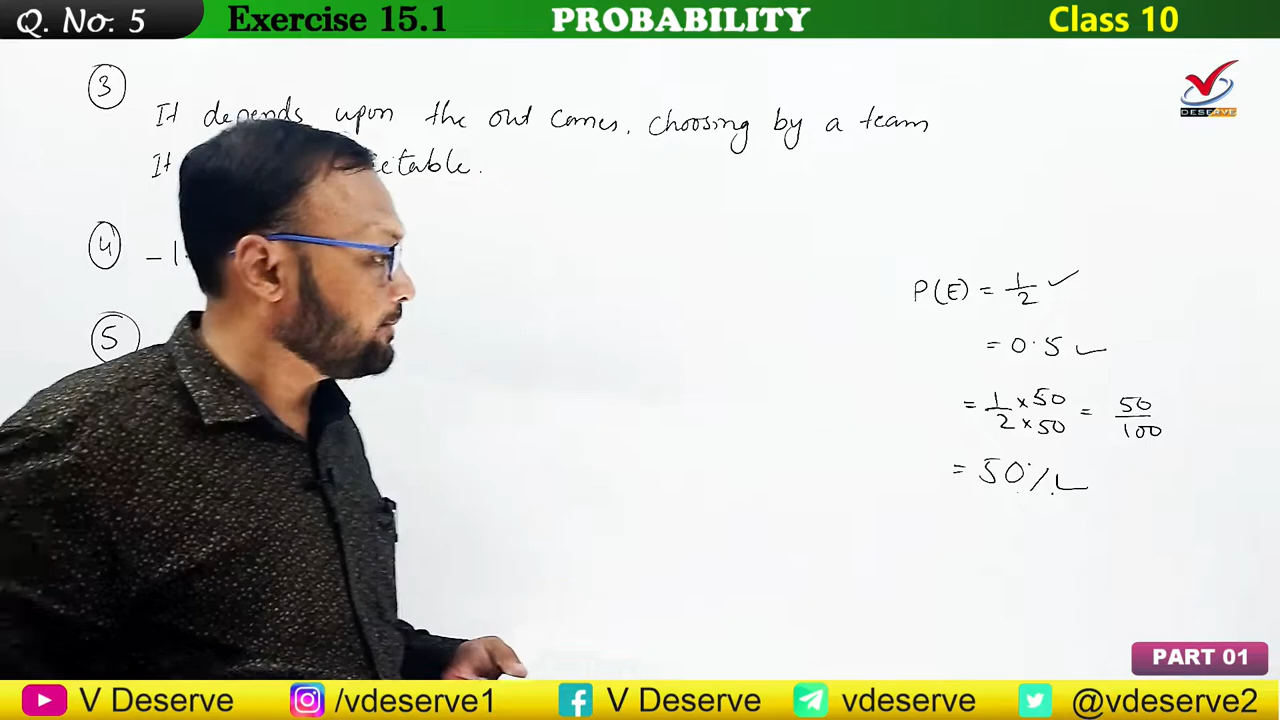 Q. No. 5
Exercise 15.1
PROBABILITY
Class 10
DESERVE
③
It depends upon the out comes, choosing by a team
It
④ -1.
⑤
P(E) = 1/2 ✓
= 0.5 ✓
= 1/2 × 50/50 = 50/100
= 50% ✓
PART 01
V Deserve
/vdeserve1
V Deserve
vdeserve
@vdeserve2